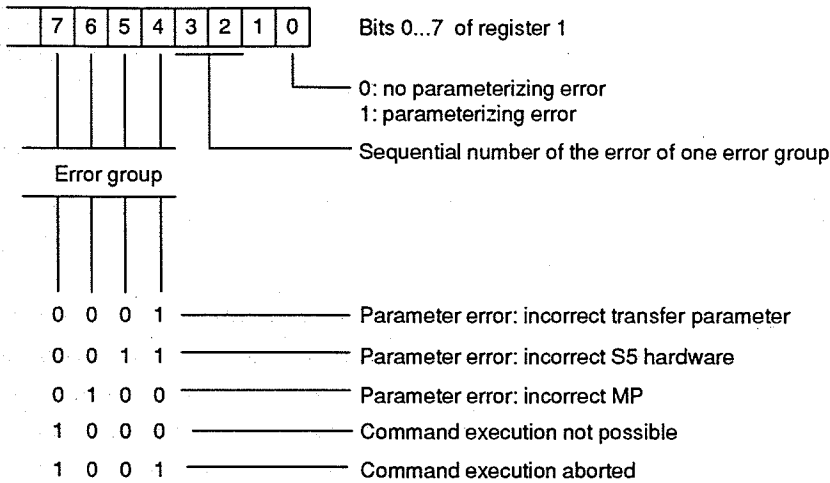 7 6 5 4 3 2 1 0 Bits 0...7 of register 1
0: no parameterizing error
1: parameterizing error
Sequential number of the error of one error group
Error group
0 0 0 1 Parameter error: incorrect transfer parameter
0 0 1 1 Parameter error: incorrect S5 hardware
0 1 0 0 Parameter error: incorrect MP
1 0 0 0 Command execution not possible
1 0 0 1 Command execution aborted